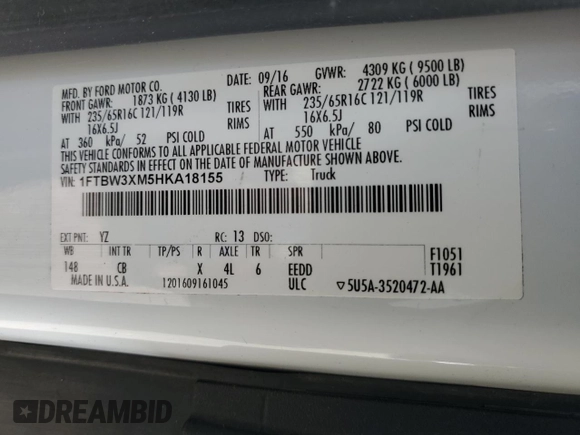 MFD. BY FORD MOTOR CO.
DATE: 09/16 GVWR: 4309 KG ( 9500 LB)
FRONT GAWR: 1873 KG ( 4130 LB) REAR GAWR: 2722 KG ( 6000 LB)
WITH 235/65R16C 121/119R TIRES WITH 235/65R16C 121/119R TIRES
16X6.5J RIMS 16X6.5J RIMS
AT 360 kPa/ 52 PSI COLD AT 550 kPa/ 80 PSI COLD
THIS VEHICLE CONFORMS TO ALL APPLICABLE FEDERAL MOTOR VEHICLE
SAFETY STANDARDS IN EFFECT ON THE DATE OF MANUFACTURE SHOWN ABOVE.
VIN: 1FTBW3XM5HKA18155 TYPE: Truck
EXT PNT: YZ RC: 13 DSO:
WB INT TR TP/PS R AXLE TR SPR F1051
148 CB X 4L 6 EEDD T1961
MADE IN U.S.A. 1201609161045 ULC ▽5U5A-3520472-AA
DREAMBID